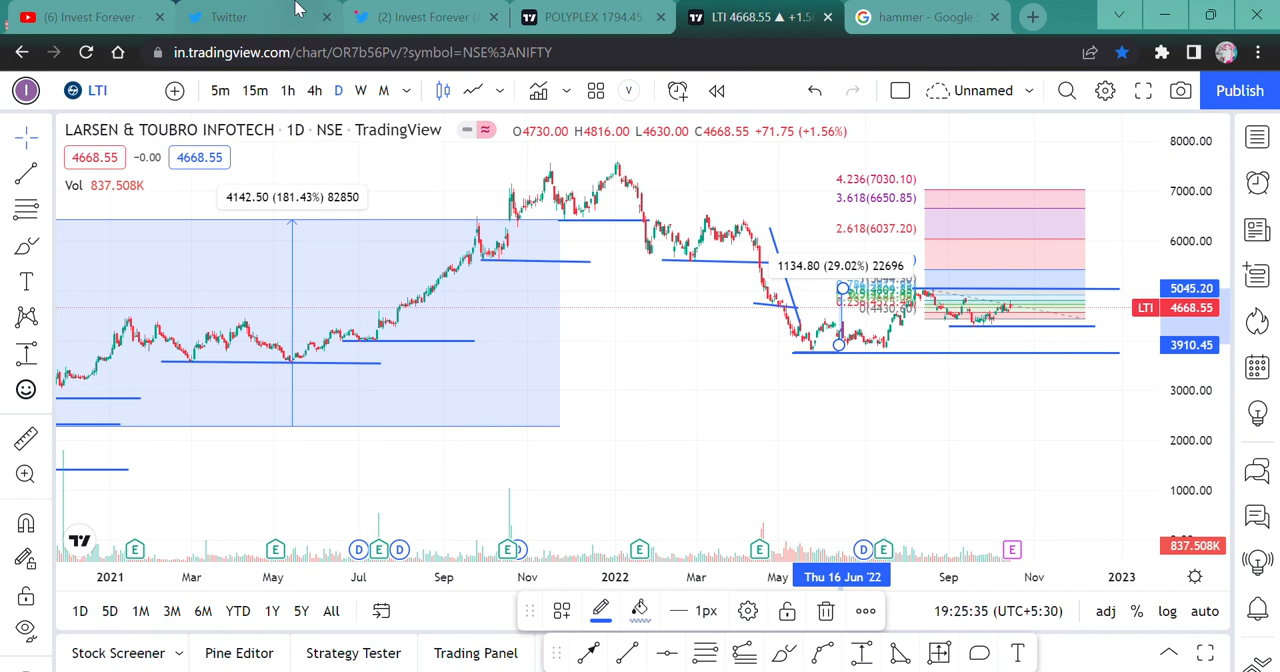 (6) Invest Forever -
Twitter
(2) Invest Forever (
POLYPLEX 1794.45
LTI 4668.55 ▲ +1.5
hammer - Google S
in.tradingview.com/chart/OR7b56Pv/?symbol=NSE%3ANIFTY
I
LTI
5m 15m 1h 4h D W M
V
Unnamed
Publish
LARSEN & TOUBRO INFOTECH · 1D · NSE · TradingView
O4730.00 H4816.00 L4630.00 C4668.55 +71.75 (+1.56%)
4668.55 −0.00 4668.55
Vol 837.508K
4142.50 (181.43%) 82850
4.236(7030.10)
3.618(6650.85)
2.618(6037.20)
1134.80 (29.02%) 22696
0(4430.60)
8000.00
7000.00
6000.00
5045.20
LTI 4668.55
3910.45
3000.00
2000.00
1000.00
837.508K
E E D E D E D E E D E E
2021 Mar May Jul Sep Nov 2022 Mar May Thu 16 Jun '22 Sep Nov 2023
1D 5D 1M 3M 6M YTD 1Y 5Y All
1px
19:25:35 (UTC+5:30) adj % log auto
Stock Screener Pine Editor Strategy Tester Trading Panel
T